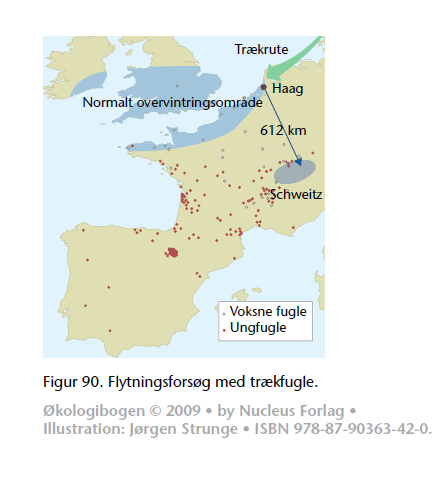 Trækrute
Haag
Normalt overvintringsområde
612 km
Schweitz
Voksne fugle
Ungfugle
Figur 90. Flytningsforsøg med trækfugle.
Økologibogen © 2009 • by Nucleus Forlag •
Illustration: Jørgen Strunge • ISBN 978-87-90363-42-0.